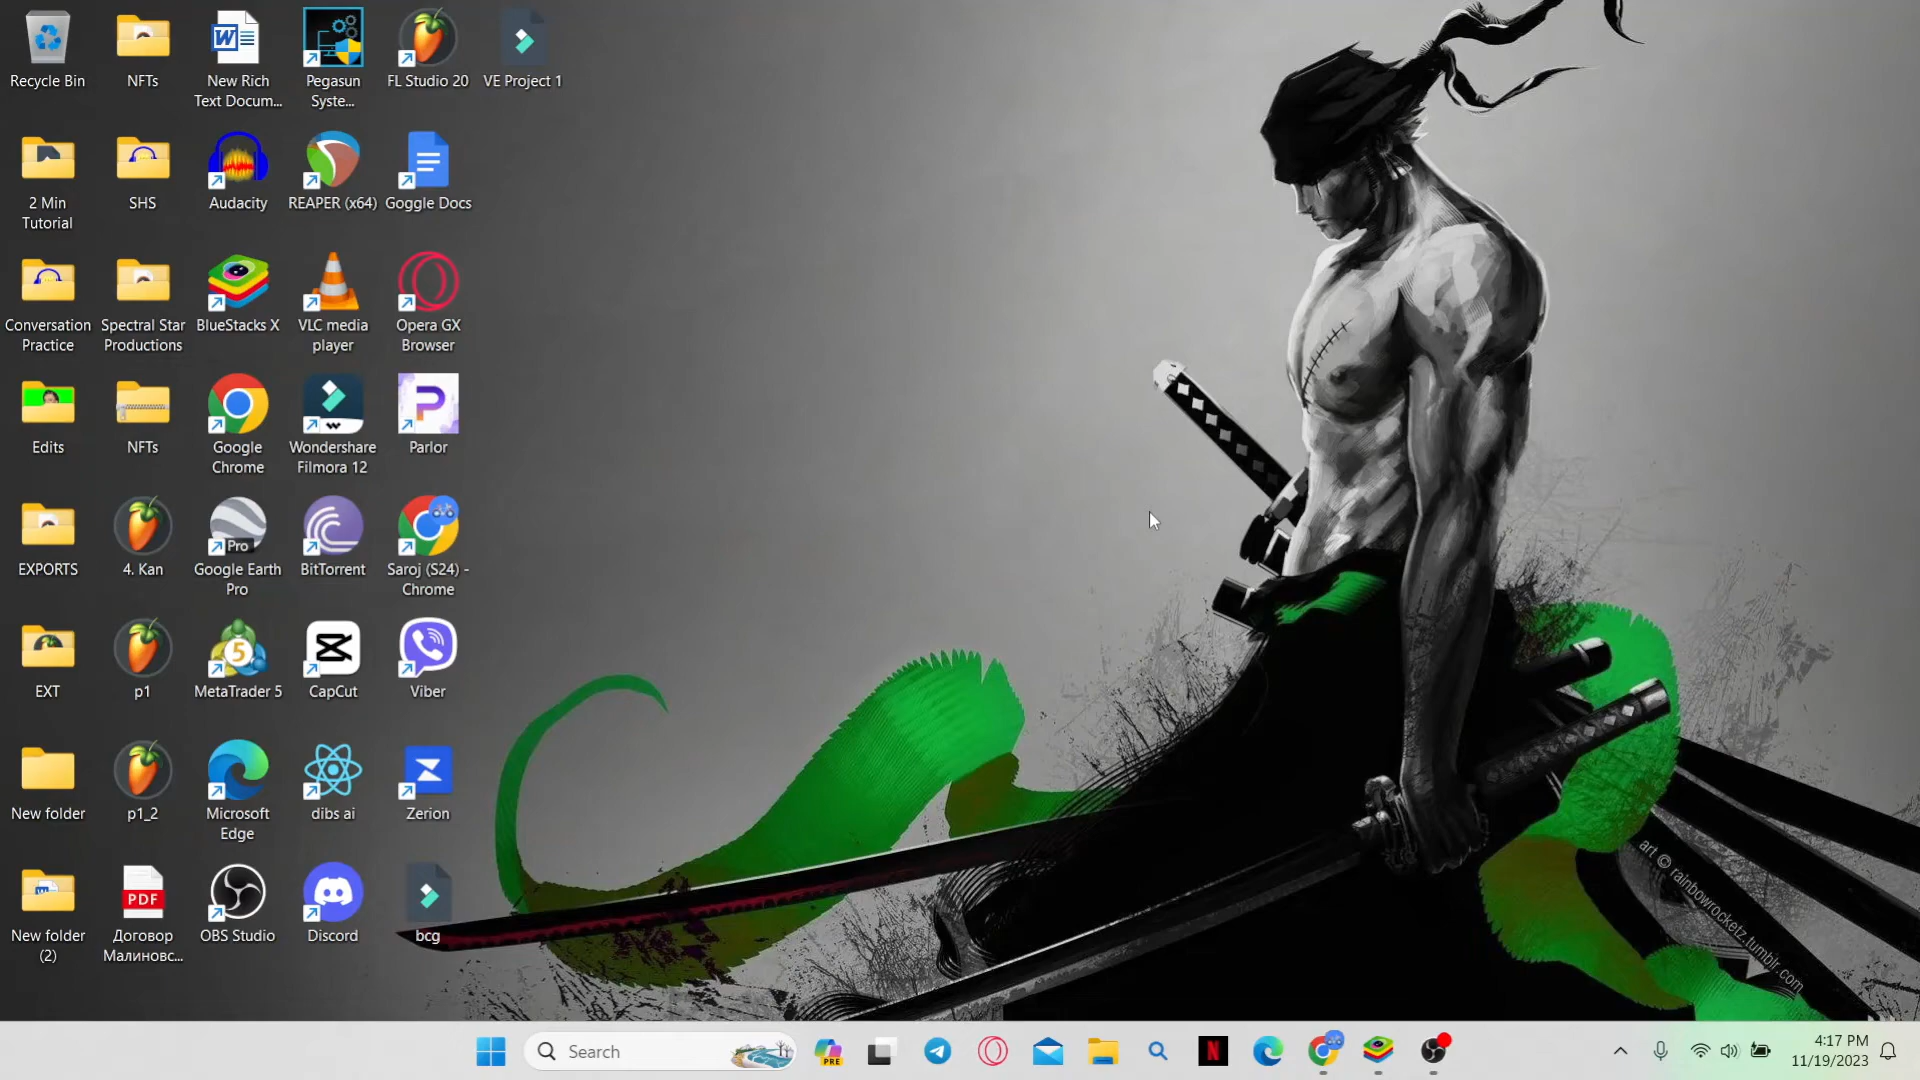 Recycle Bin
NFTs
New Rich
Text Docum...
Pegasun
Syste...
FL Studio 20
VE Project 1
2 Min
Tutorial
SHS
Audacity
REAPER (x64)
Goggle Docs
Conversation
Practice
Spectral Star
Productions
BlueStacks X
VLC media
player
Opera GX
Browser
Edits
NFTs
Google
Chrome
Wondershare
Filmora 12
Parlor
EXPORTS
4. Kan
Pro
Google Earth
Pro
BitTorrent
Saroj (S24) -
Chrome
EXT
p1
5
MetaTrader 5
CapCut
Viber
New folder
p1_2
Microsoft
Edge
dibs ai
Zerion
New folder
(2)
PDF
Договор
Малиновс...
OBS Studio
Discord
bcg
art © rainbowrocketz.tumblr.com
Search
PRE
4:17 PM
11/19/2023